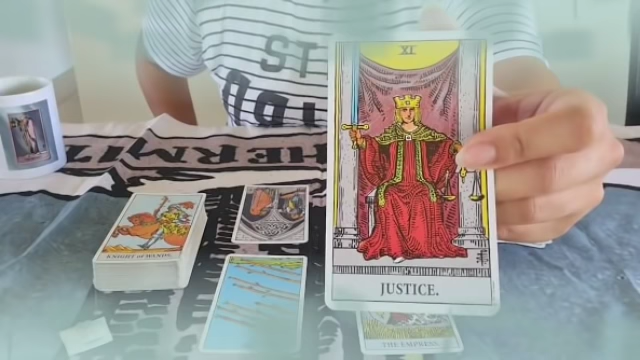 ST
HERMIT
XI
JUSTICE.
KNIGHT of WANDS.
THE EMPRESS